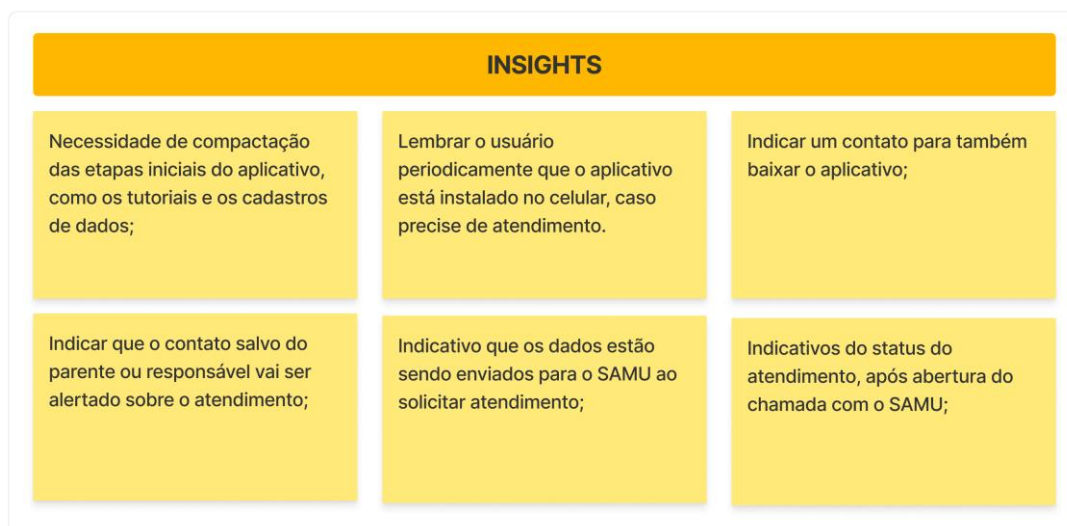 INSIGHTS
Necessidade de compactação
das etapas iniciais do aplicativo,
como os tutoriais e os cadastros
de dados;
Lembrar o usuário
periodicamente que o aplicativo
está instalado no celular, caso
precise de atendimento.
Indicar um contato para também
baixar o aplicativo;
Indicar que o contato salvo do
parente ou responsável vai ser
alertado sobre o atendimento;
Indicativo que os dados estão
sendo enviados para o SAMU ao
solicitar atendimento;
Indicativos do status do
atendimento, após abertura do
chamada com o SAMU;